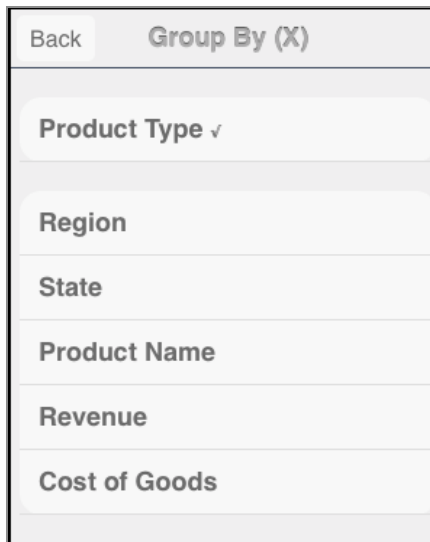 Back
Group By (X)
Product Type √
Region
State
Product Name
Revenue
Cost of Goods